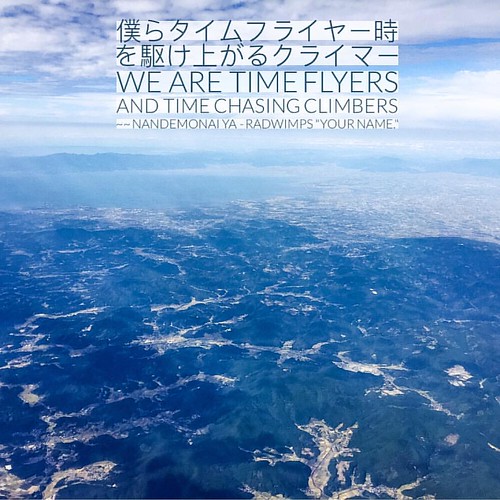 僕らタイムフライヤー時
を駆け上がるクライマー
WE ARE TIME FLYERS
AND TIME CHASING CLIMBERS
~~ NANDEMONAI YA - RADWIMPS "YOUR NAME."